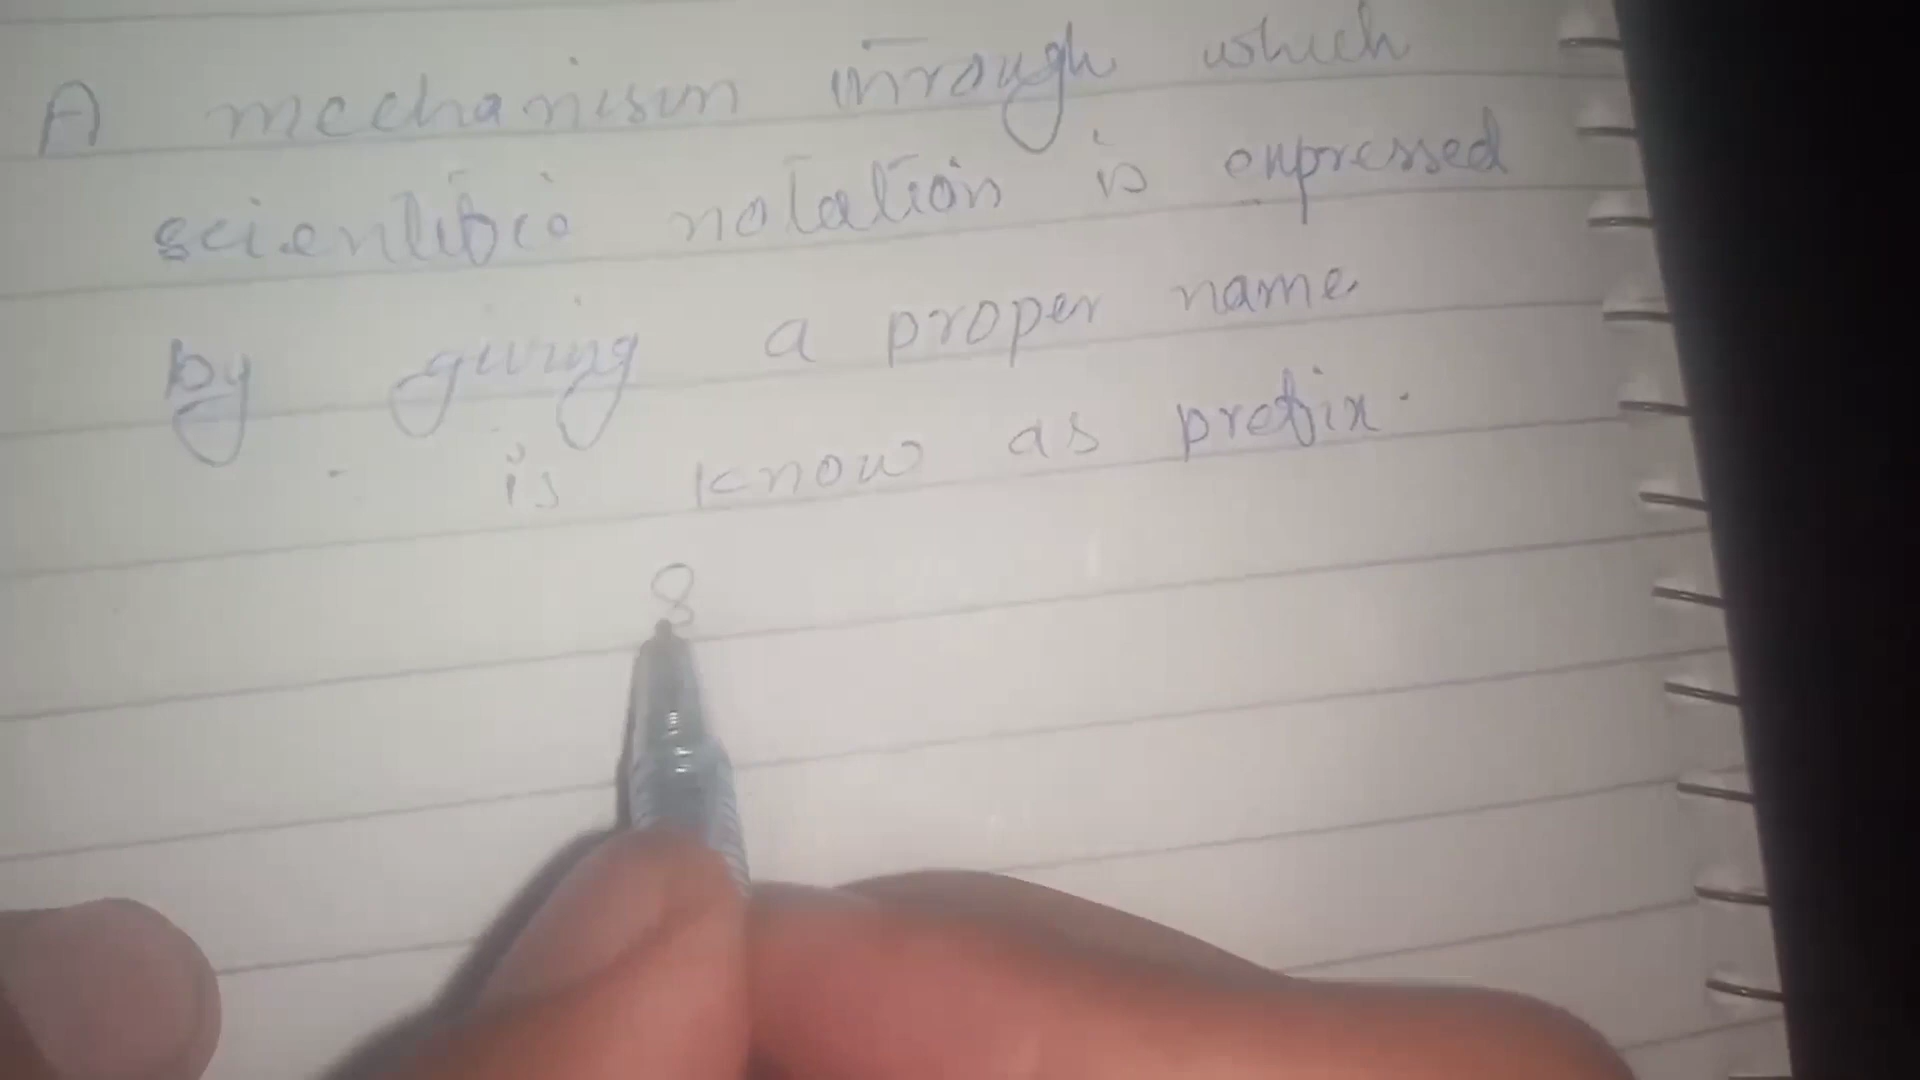 A mechanism through which
scientific notation is expressed
by giving a proper name
is know as prefix.
8